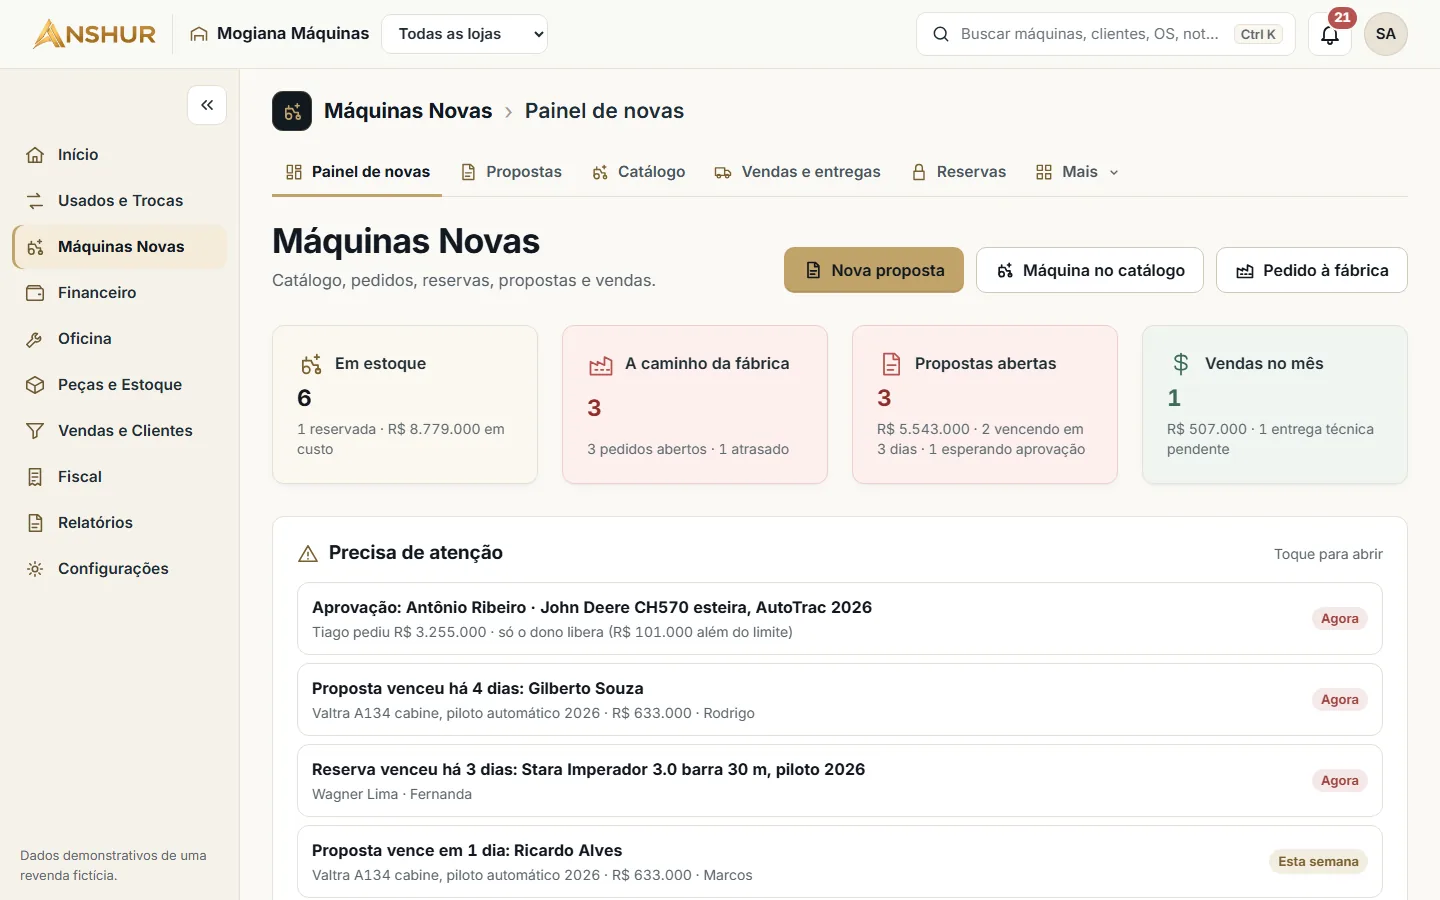 ANSHUR
Mogiana Máquinas
Todas as lojas
Buscar máquinas, clientes, OS, not...
Ctrl K
21
SA
Início
Usados e Trocas
Máquinas Novas
Financeiro
Oficina
Peças e Estoque
Vendas e Clientes
Fiscal
Relatórios
Configurações
Dados demonstrativos de uma
revenda fictícia.
Máquinas Novas › Painel de novas
Painel de novas
Propostas
Catálogo
Vendas e entregas
Reservas
Mais
Máquinas Novas
Catálogo, pedidos, reservas, propostas e vendas.
Nova proposta
Máquina no catálogo
Pedido à fábrica
Em estoque
6
1 reservada · R$ 8.779.000 em
custo
A caminho da fábrica
3
3 pedidos abertos · 1 atrasado
Propostas abertas
3
R$ 5.543.000 · 2 vencendo em
3 dias · 1 esperando aprovação
Vendas no mês
1
R$ 507.000 · 1 entrega técnica
pendente
Precisa de atenção
Toque para abrir
Aprovação: Antônio Ribeiro · John Deere CH570 esteira, AutoTrac 2026
Tiago pediu R$ 3.255.000 · só o dono libera (R$ 101.000 além do limite)
Agora
Proposta venceu há 4 dias: Gilberto Souza
Valtra A134 cabine, piloto automático 2026 · R$ 633.000 · Rodrigo
Agora
Reserva venceu há 3 dias: Stara Imperador 3.0 barra 30 m, piloto 2026
Wagner Lima · Fernanda
Agora
Proposta vence em 1 dia: Ricardo Alves
Valtra A134 cabine, piloto automático 2026 · R$ 633.000 · Marcos
Esta semana